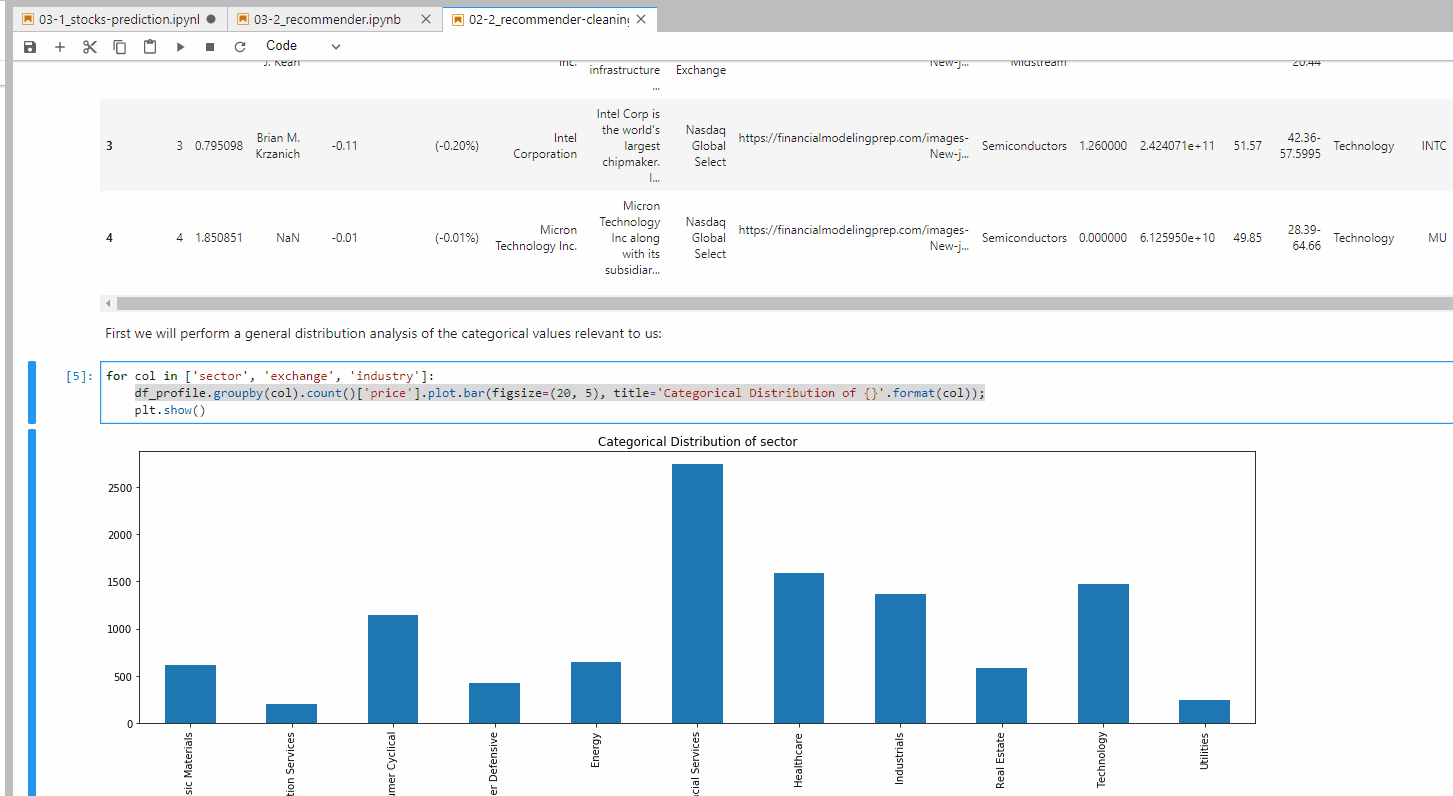 03-1_stocks-prediction.ipynl 03-2_recommender.ipynb 02-2_recommender-cleaning
Code
J. Kean Inc. infrastructure Exchange New-j... Midstream 20.44
...
3 3 0.795098 Brian M. Krzanich -0.11 (-0.20%) Intel Corporation Intel Corp is the world's largest chipmaker. I... Nasdaq Global Select https://financialmodelingprep.com/images-New-j... Semiconductors 1.260000 2.424071e+11 51.57 42.36-57.5995 Technology INTC
4 4 1.850851 NaN -0.01 (-0.01%) Micron Technology Inc. Micron Technology Inc along with its subsidiar... Nasdaq Global Select https://financialmodelingprep.com/images-New-j... Semiconductors 0.000000 6.125950e+10 49.85 28.39-64.66 Technology MU
First we will perform a general distribution analysis of the categorical values relevant to us:
[5]: for col in ['sector', 'exchange', 'industry']:
df_profile.groupby(col).count()['price'].plot.bar(figsize=(20, 5), title='Categorical Distribution of {}'.format(col));
plt.show()
Categorical Distribution of sector
2500
2000
1500
1000
500
0
sic Materials
tion Services
umer Cyclical
er Defensive
Energy
cial Services
Healthcare
Industrials
Real Estate
Technology
Utilities